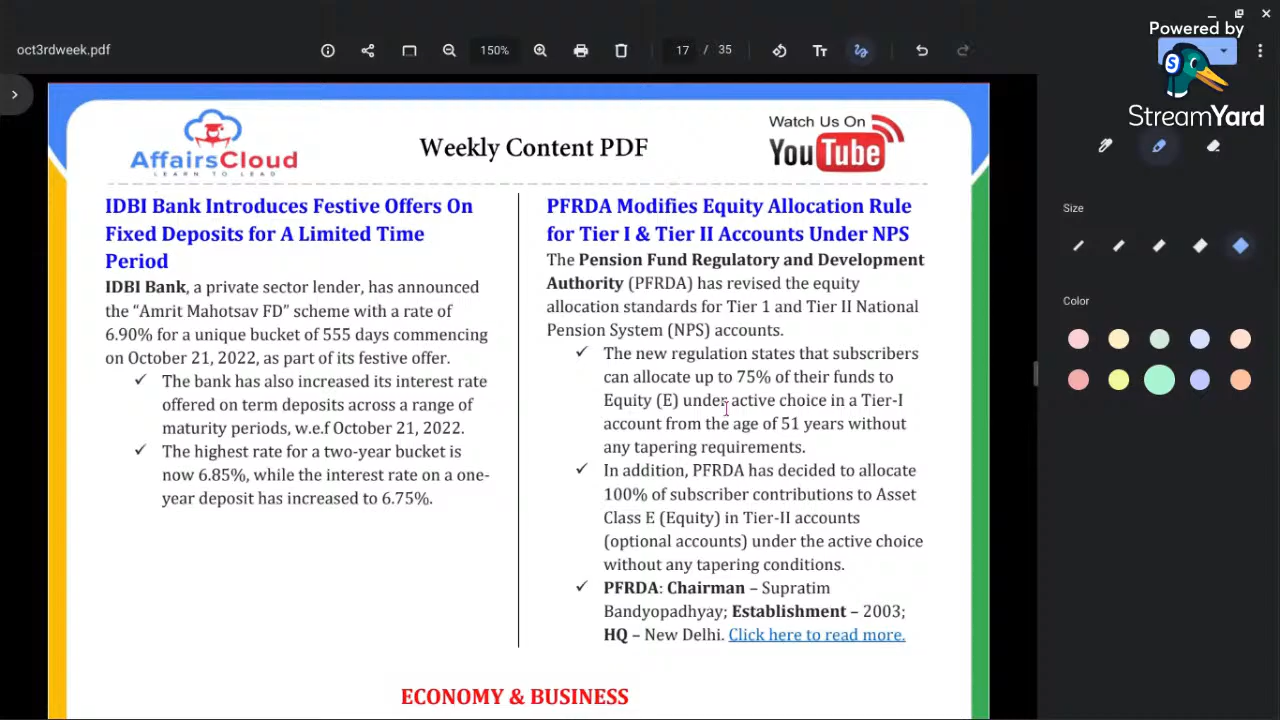 oct3rdweek.pdf
150%
17 / 35
Powered by
StreamYard
AffairsCloud
LEARN TO LEAD
Weekly Content PDF
Watch Us On
YouTube
IDBI Bank Introduces Festive Offers On
Fixed Deposits for A Limited Time
Period
IDBI Bank, a private sector lender, has announced
the “Amrit Mahotsav FD” scheme with a rate of
6.90% for a unique bucket of 555 days commencing
on October 21, 2022, as part of its festive offer.
✓ The bank has also increased its interest rate
offered on term deposits across a range of
maturity periods, w.e.f October 21, 2022.
✓ The highest rate for a two-year bucket is
now 6.85%, while the interest rate on a one-
year deposit has increased to 6.75%.
PFRDA Modifies Equity Allocation Rule
for Tier I & Tier II Accounts Under NPS
The Pension Fund Regulatory and Development
Authority (PFRDA) has revised the equity
allocation standards for Tier 1 and Tier II National
Pension System (NPS) accounts.
✓ The new regulation states that subscribers
can allocate up to 75% of their funds to
Equity (E) under active choice in a Tier-I
account from the age of 51 years without
any tapering requirements.
✓ In addition, PFRDA has decided to allocate
100% of subscriber contributions to Asset
Class E (Equity) in Tier-II accounts
(optional accounts) under the active choice
without any tapering conditions.
✓ PFRDA: Chairman – Supratim
Bandyopadhyay; Establishment – 2003;
HQ – New Delhi. Click here to read more.
ECONOMY & BUSINESS
Size
Color